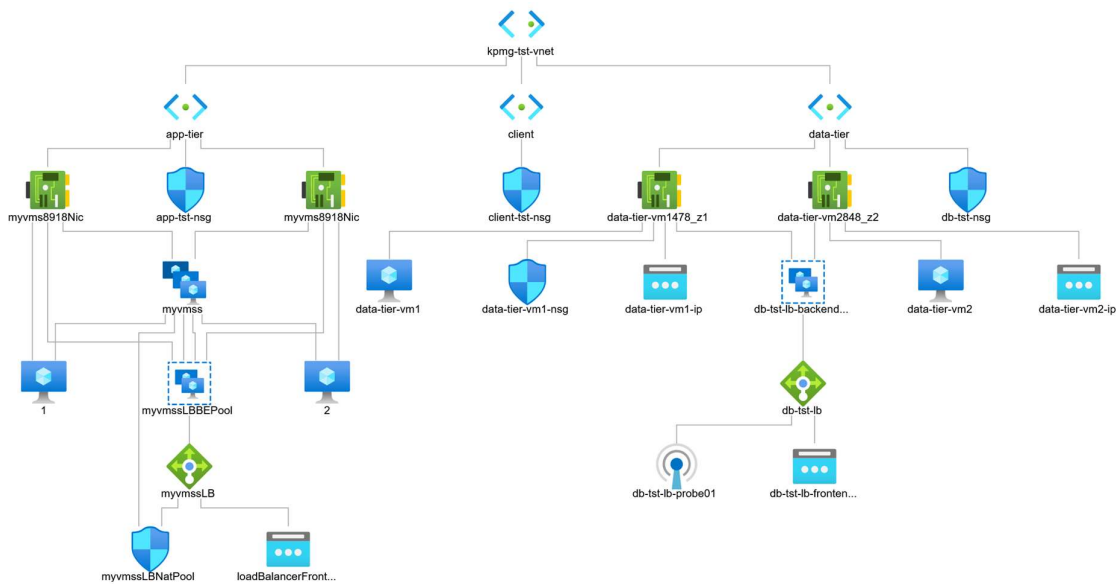 kpmg-tst-vnet
app-tier
client
data-tier
myvms8918Nic
app-tst-nsg
myvms8918Nic
client-tst-nsg
data-tier-vm1478_z1
data-tier-vm2848_z2
db-tst-nsg
myvmss
data-tier-vm1
data-tier-vm1-nsg
data-tier-vm1-ip
db-tst-lb-backend...
data-tier-vm2
data-tier-vm2-ip
1
myvmssLBBEPool
2
db-tst-lb
myvmssLB
db-tst-lb-probe01
db-tst-lb-fronten...
myvmssLBNatPool
loadBalancerFront...